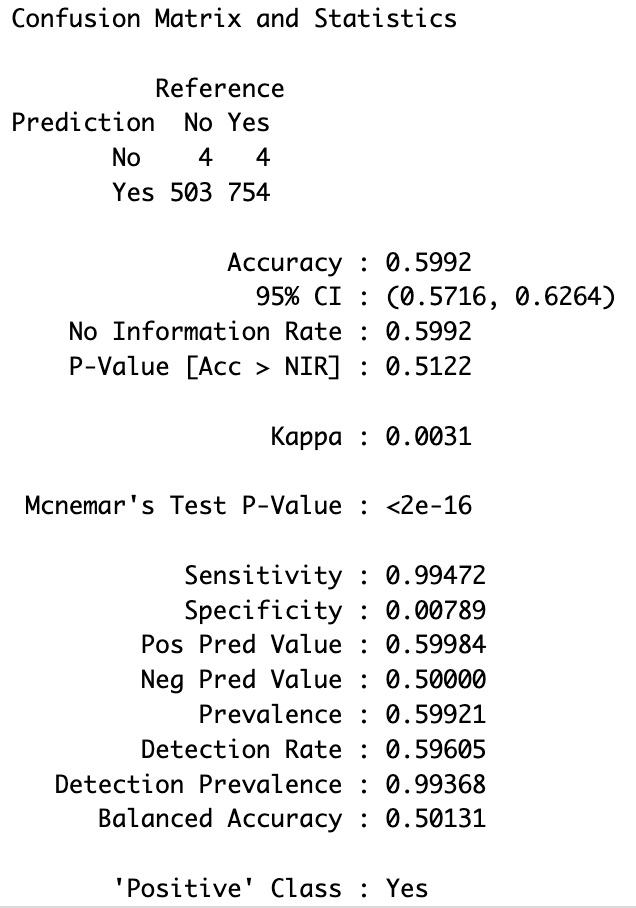 Confusion Matrix and Statistics
Reference
Prediction No Yes
No 4 4
Yes 503 754
Accuracy : 0.5992
95% CI : (0.5716, 0.6264)
No Information Rate : 0.5992
P-Value [Acc > NIR] : 0.5122
Kappa : 0.0031
Mcnemar's Test P-Value : <2e-16
Sensitivity : 0.99472
Specificity : 0.00789
Pos Pred Value : 0.59984
Neg Pred Value : 0.50000
Prevalence : 0.59921
Detection Rate : 0.59605
Detection Prevalence : 0.99368
Balanced Accuracy : 0.50131
'Positive' Class : Yes